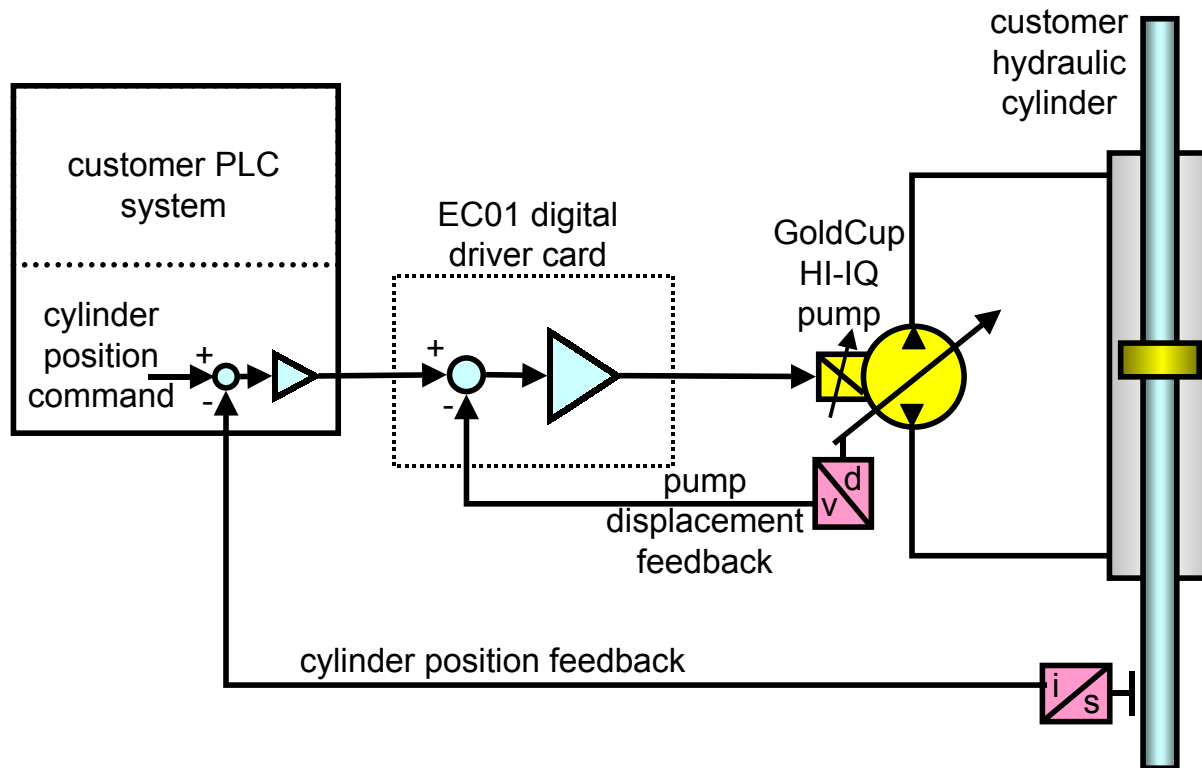 customer
hydraulic
cylinder
customer PLC
system
EC01 digital
driver card
GoldCup
HI-IQ
pump
cylinder
position
command
+
-
+
-
d
v
pump
displacement
feedback
cylinder position feedback
i
s